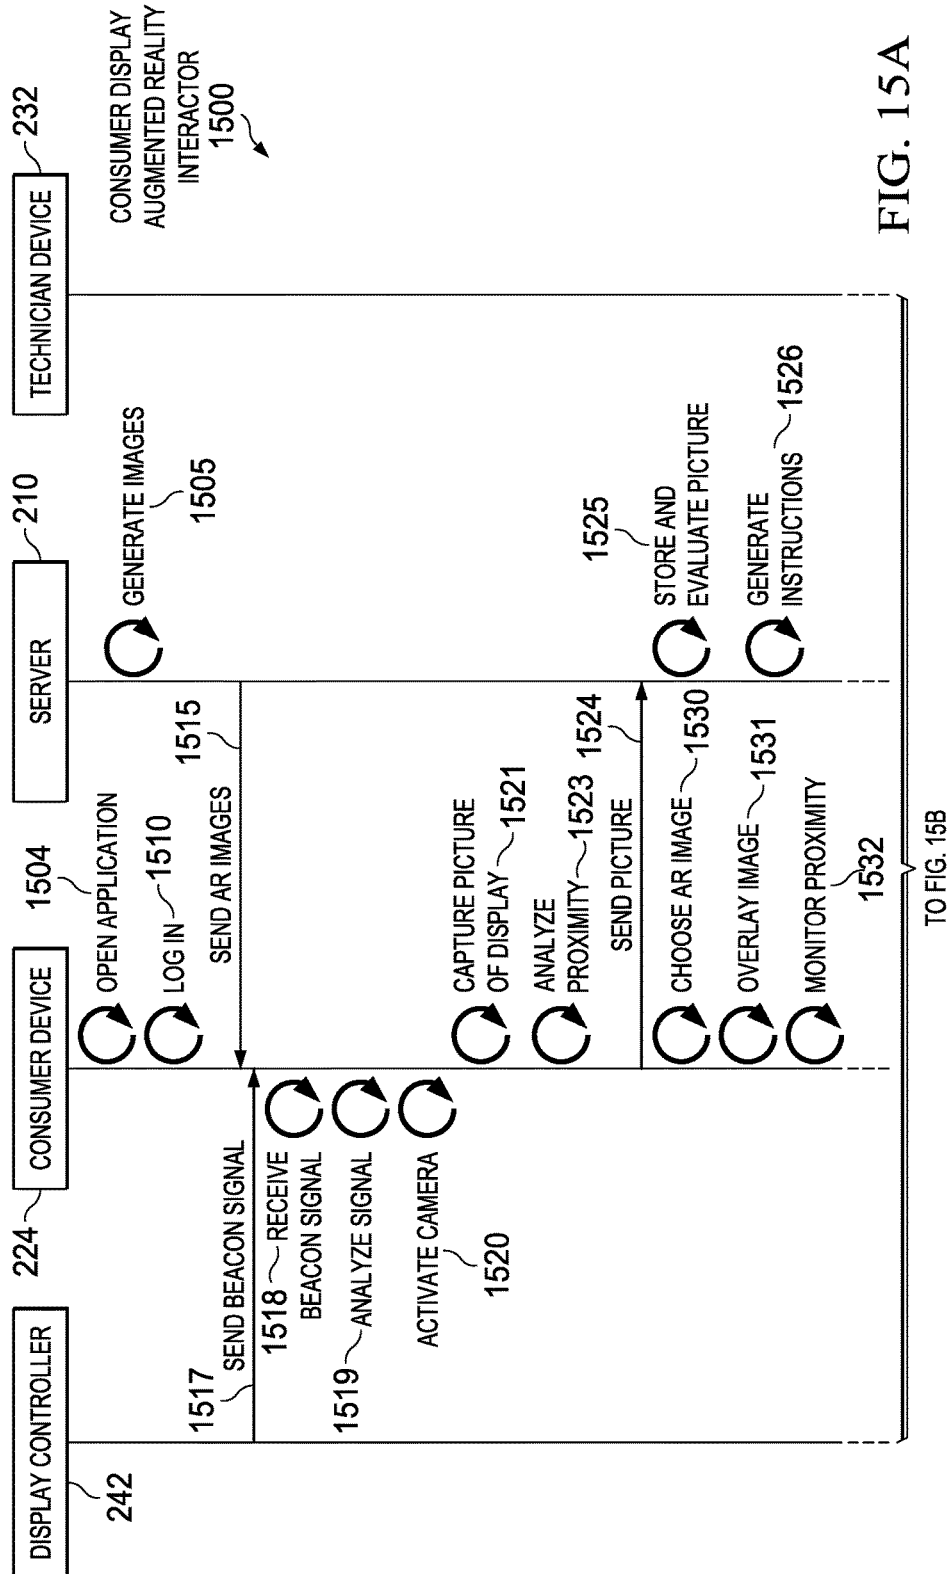 DISPLAY CONTROLLER
242
224
CONSUMER DEVICE
SERVER
210
TECHNICIAN DEVICE
232
CONSUMER DISPLAY
AUGMENTED REALITY
INTERACTOR
1500
1504
OPEN APPLICATION
GENERATE IMAGES
1505
LOG IN
1510
1515
SEND AR IMAGES
1517
SEND BEACON SIGNAL
1518
RECEIVE
BEACON SIGNAL
1519
ANALYZE SIGNAL
ACTIVATE CAMERA
1520
CAPTURE PICTURE
OF DISPLAY
1521
ANALYZE
PROXIMITY
1523
1524
SEND PICTURE
1525
STORE AND
EVALUATE PICTURE
CHOOSE AR IMAGE
1530
GENERATE
INSTRUCTIONS
1526
OVERLAY IMAGE
1531
MONITOR PROXIMITY
1532
TO FIG. 15B
FIG. 15A